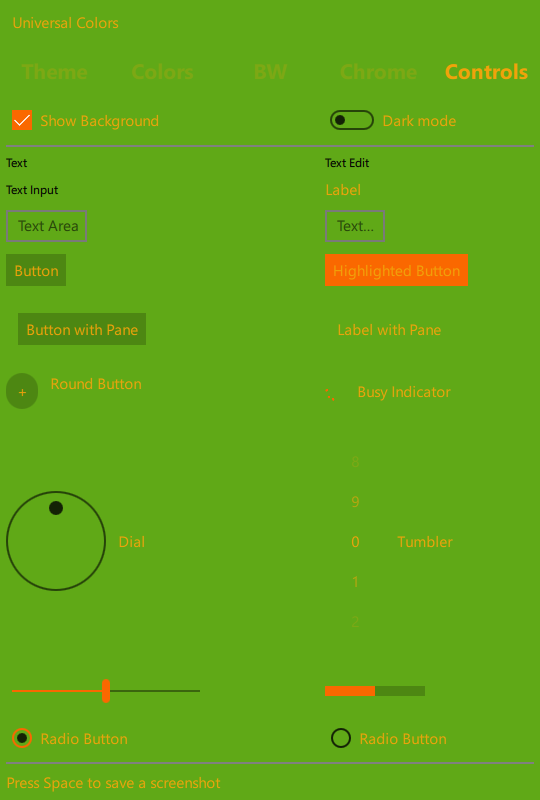 Universal Colors
Theme Colors BW Chrome Controls
Show Background Dark mode
Text Text Edit
Text Input Label
Text Area Text...
Button Highlighted Button
Button with Pane Label with Pane
+ Round Button Busy Indicator
8
9
Dial 0 Tumbler
1
2
Radio Button Radio Button
Press Space to save a screenshot